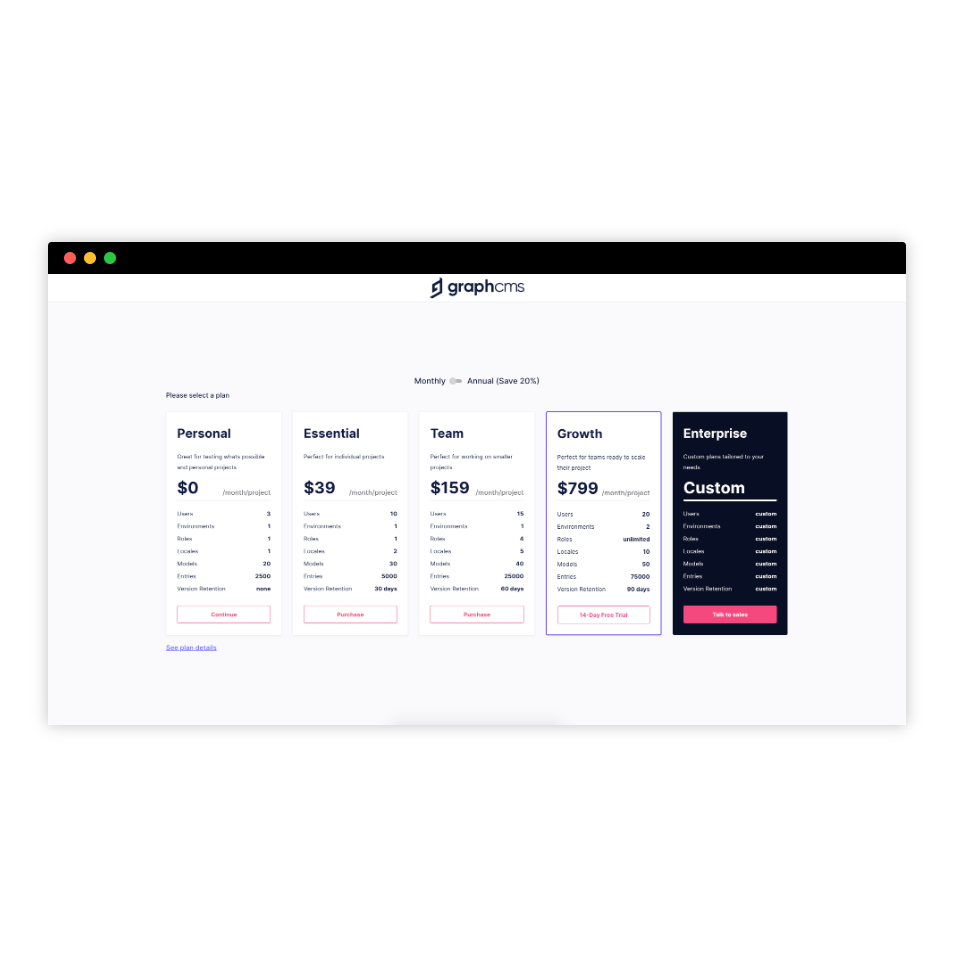 graphcms
Monthly Annual (Save 20%)
Please select a plan
Personal
Great for testing whats possible
and personal projects
$0 /month/project
Users 3
Environments 1
Roles 1
Locales 1
Models 20
Entries 2500
Version Retention none
Continue
Essential
Perfect for individual projects
$39 /month/project
Users 10
Environments 1
Roles 1
Locales 2
Models 30
Entries 5000
Version Retention 30 days
Purchase
Team
Perfect for working on smaller
projects
$159 /month/project
Users 15
Environments 1
Roles 4
Locales 5
Models 40
Entries 25000
Version Retention 60 days
Purchase
Growth
Perfect for teams ready to scale
their project
$799 /month/project
Users 20
Environments 2
Roles unlimited
Locales 10
Models 50
Entries 75000
Version Retention 90 days
14-Day Free Trial
Enterprise
Custom plans tailored to your
needs
Custom
Users custom
Environments custom
Roles custom
Locales custom
Models custom
Entries custom
Version Retention custom
Talk to sales
See plan details